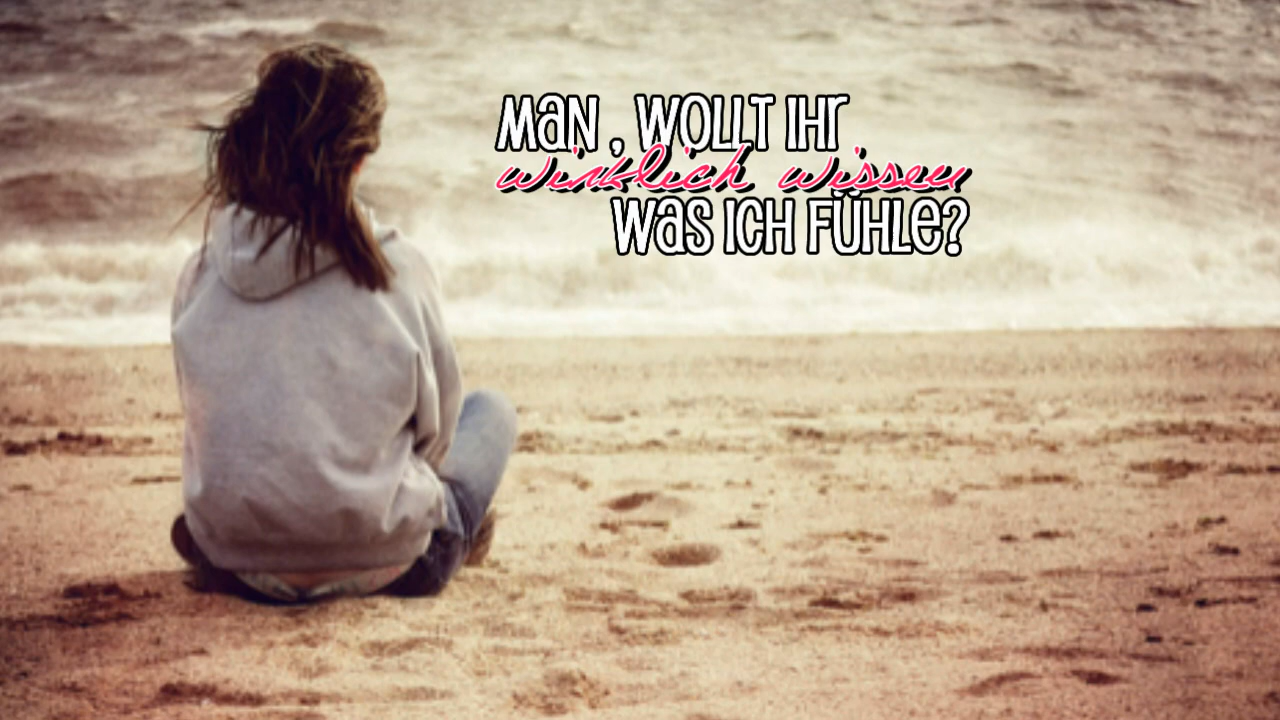 Man , wollt ihr
wirklich wissen
was ich fühle?